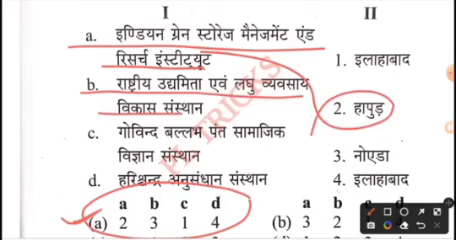 I II
a. इण्डियन ग्रेन स्टोरेज मैनेजमेंट एंड
रिसर्च इंस्टीट्यूट 1. इलाहाबाद
b. राष्ट्रीय उद्यमिता एवं लघु व्यवसाय
विकास संस्थान 2. हापुड़
c. गोविन्द बल्लभ पंत सामाजिक
विज्ञान संस्थान 3. नोएडा
d. हरिश्चन्द्र अनुसंधान संस्थान 4. इलाहाबाद
a b c d a b
(a) 2 3 1 4 (b) 3 2
TRICKS